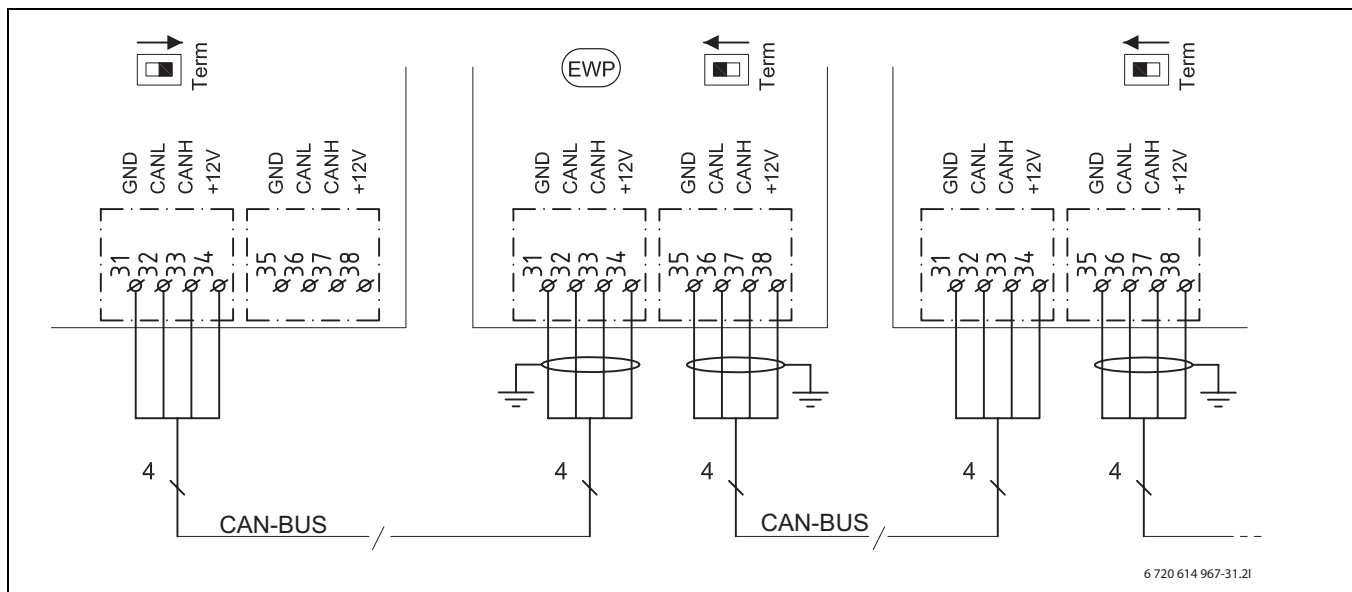 Term
EWP
Term
Term
GND CANL CANH +12V
GND CANL CANH +12V
GND CANL CANH +12V
GND CANL CANH +12V
GND CANL CANH +12V
GND CANL CANH +12V
31 32 33 34
35 36 37 38
31 32 33 34
35 36 37 38
31 32 33 34
35 36 37 38
4
4
4
4
4
CAN-BUS
CAN-BUS
6 720 614 967-31.2I